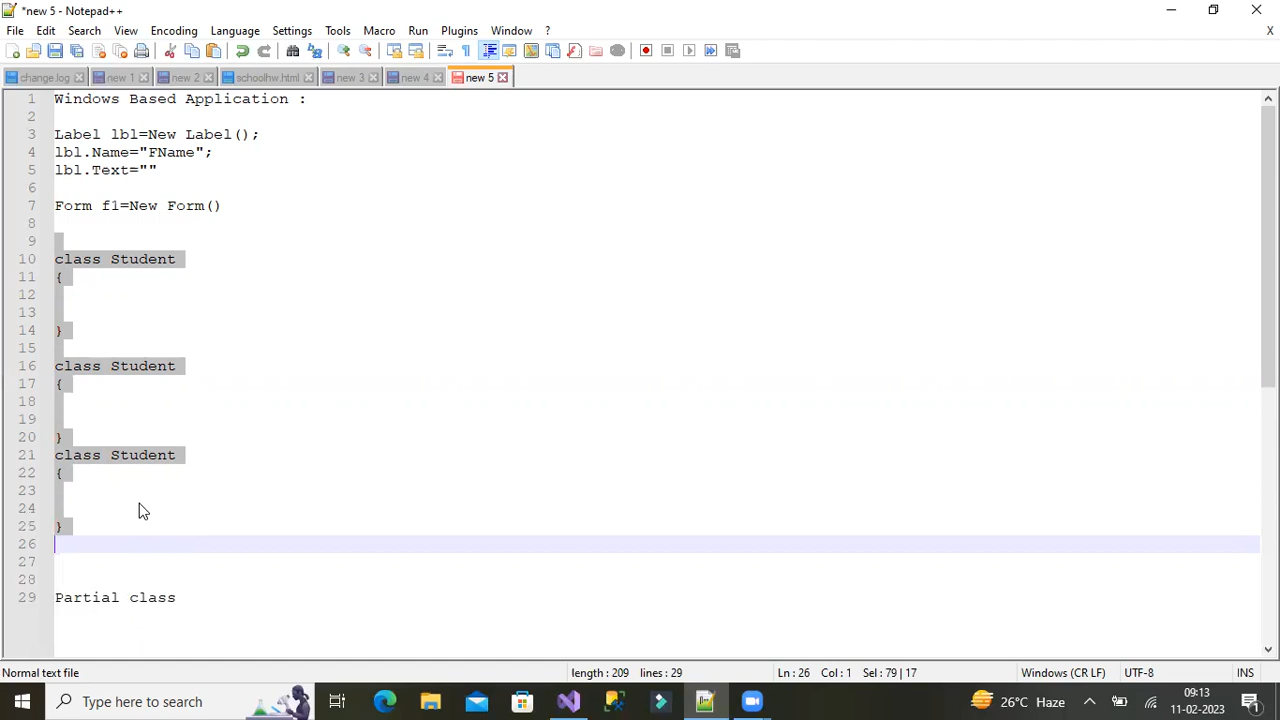 *new 5 - Notepad++
File Edit Search View Encoding Language Settings Tools Macro Run Plugins Window ? X
change.log new 1 new 2 schoolhw.html new 3 new 4 new 5
1 Windows Based Application :
2
3 Label lbl=New Label();
4 lbl.Name="FName";
5 lbl.Text=""
6
7 Form f1=New Form()
8
9
10 class Student
11 {
12
13
14 }
15
16 class Student
17 {
18
19
20 }
21 class Student
22 {
23
24
25 }
26
27
28
29 Partial class
Normal text file length : 209 lines : 29 Ln : 26 Col : 1 Sel : 79 | 17 Windows (CR LF) UTF-8 INS
Type here to search 26°C Haze 09:13
11-02-2023 1